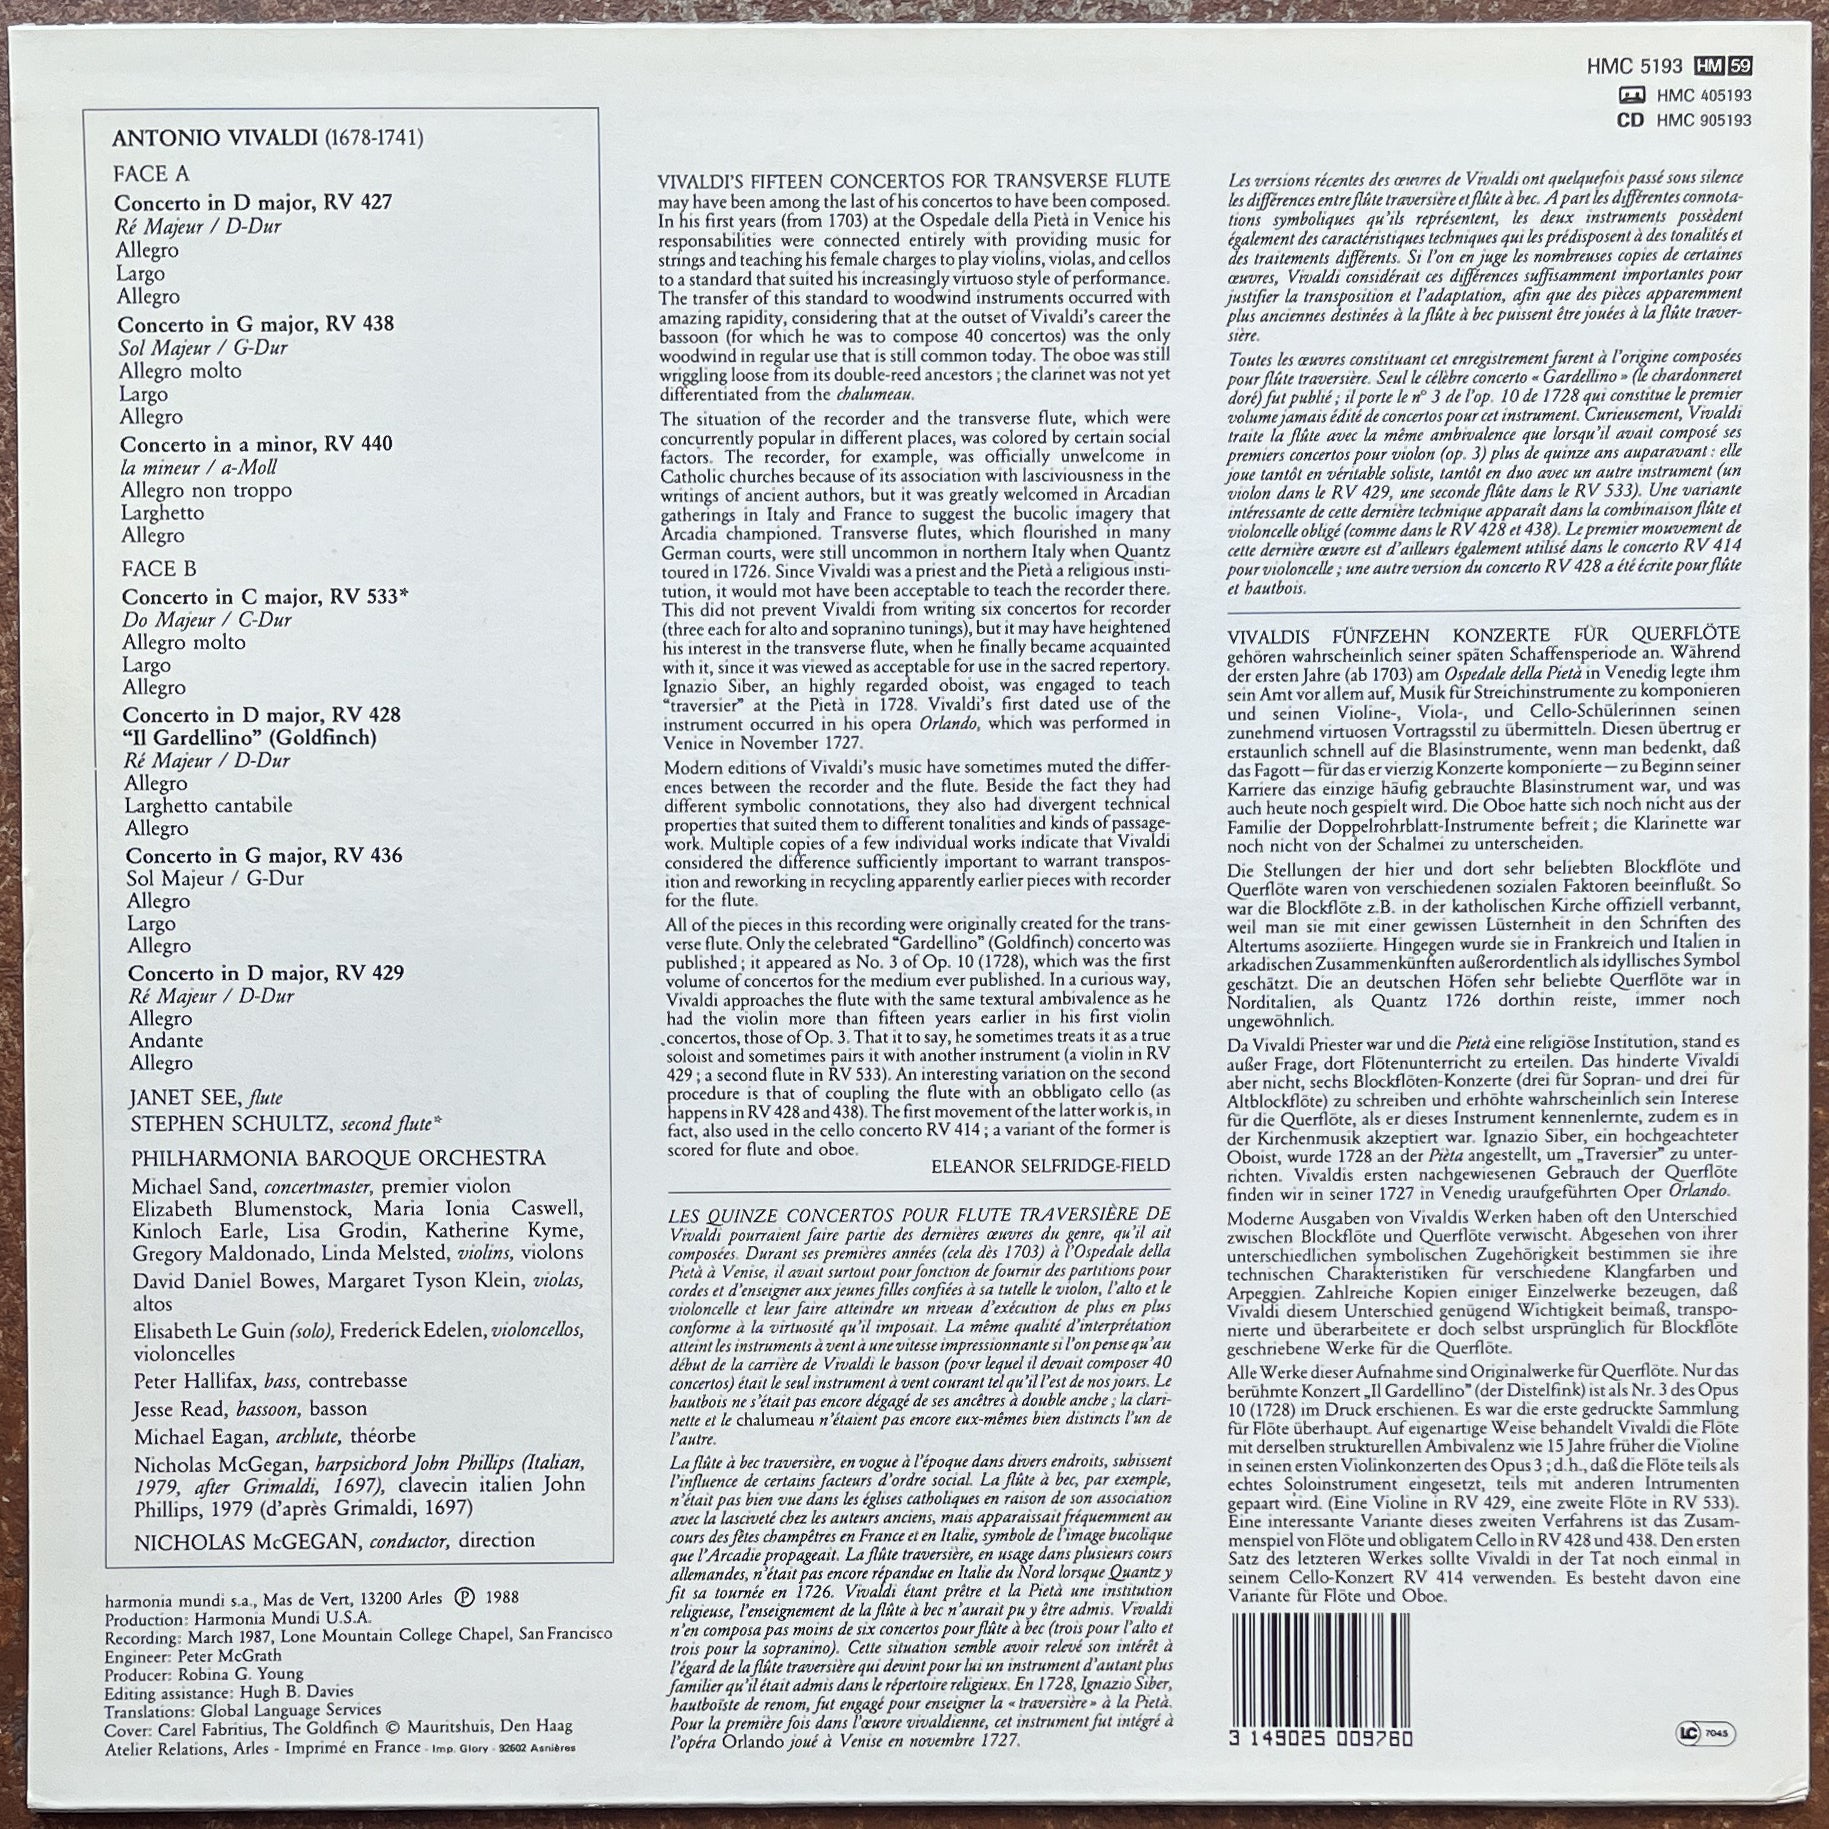 HMC 5193 HM 59
HMC 405193
CD HMC 905193
ANTONIO VIVALDI (1678-1741)
FACE A
Concerto in D major, RV 427
Ré Majeur / D-Dur
Allegro
Largo
Allegro
Concerto in G major, RV 438
Sol Majeur / G-Dur
Allegro molto
Largo
Allegro
Concerto in a minor, RV 440
la mineur / a-Moll
Allegro non troppo
Larghetto
Allegro
FACE B
Concerto in C major, RV 533*
Do Majeur / C-Dur
Allegro molto
Largo
Allegro
Concerto in D major, RV 428
“Il Gardellino” (Goldfinch)
Ré Majeur / D-Dur
Allegro
Larghetto cantabile
Allegro
Concerto in G major, RV 436
Sol Majeur / G-Dur
Allegro
Largo
Allegro
Concerto in D major, RV 429
Ré Majeur / D-Dur
Allegro
Andante
Allegro
JANET SEE, flute
STEPHEN SCHULTZ, second flute*
PHILHARMONIA BAROQUE ORCHESTRA
Michael Sand, concertmaster, premier violon
Elizabeth Blumenstock, Maria Ionia Caswell,
Kinloch Earle, Lisa Grodin, Katherine Kyme,
Gregory Maldonado, Linda Melsted, violins, violons
David Daniel Bowes, Margaret Tyson Klein, violas,
altos
Elisabeth Le Guin (solo), Frederick Edelen, violoncellos,
violoncelles
Peter Hallifax, bass, contrebasse
Jesse Read, bassoon, basson
Michael Eagan, archlute, théorbe
Nicholas McGegan, harpsichord John Phillips (Italian,
1979, after Grimaldi, 1697), clavecin italien John
Phillips, 1979 (d’après Grimaldi, 1697)
NICHOLAS McGEGAN, conductor, direction
harmonia mundi s.a., Mas de Vert, 13200 Arles Ⓟ 1988
Production: Harmonia Mundi U.S.A.
Recording: March 1987, Lone Mountain College Chapel, San Francisco
Engineer: Peter McGrath
Producer: Robina G. Young
Editing assistance: Hugh B. Davies
Translations: Global Language Services
Cover: Carel Fabritius, The Goldfinch © Mauritshuis, Den Haag
Atelier Relations, Arles - Imprimé en France - Imp. Glory - 92602 Asnières
VIVALDI’S FIFTEEN CONCERTOS FOR TRANSVERSE FLUTE
may have been among the last of his concertos to have been composed.
In his first years (from 1703) at the Ospedale della Pietà in Venice his
responsabilities were connected entirely with providing music for
strings and teaching his female charges to play violins, violas, and cellos
to a standard that suited his increasingly virtuoso style of performance.
The transfer of this standard to woodwind instruments occurred with
amazing rapidity, considering that at the outset of Vivaldi’s career the
bassoon (for which he was to compose 40 concertos) was the only
woodwind in regular use that is still common today. The oboe was still
wriggling loose from its double-reed ancestors ; the clarinet was not yet
differentiated from the chalumeau.
The situation of the recorder and the transverse flute, which were
concurrently popular in different places, was colored by certain social
factors. The recorder, for example, was officially unwelcome in
Catholic churches because of its association with lasciviousness in the
writings of ancient authors, but it was greatly welcomed in Arcadian
gatherings in Italy and France to suggest the bucolic imagery that
Arcadia championed. Transverse flutes, which flourished in many
German courts, were still uncommon in northern Italy when Quantz
toured in 1726. Since Vivaldi was a priest and the Pietà a religious insti-
tution, it would mot have been acceptable to teach the recorder there.
This did not prevent Vivaldi from writing six concertos for recorder
(three each for alto and sopranino tunings), but it may have heightened
his interest in the transverse flute, when he finally became acquainted
with it, since it was viewed as acceptable for use in the sacred repertory.
Ignazio Siber, an highly regarded oboist, was engaged to teach
“traversier” at the Pietà in 1728. Vivaldi’s first dated use of the
instrument occurred in his opera Orlando, which was performed in
Venice in November 1727.
Modern editions of Vivaldi’s music have sometimes muted the differ-
ences between the recorder and the flute. Beside the fact they had
different symbolic connotations, they also had divergent technical
properties that suited them to different tonalities and kinds of passage-
work. Multiple copies of a few individual works indicate that Vivaldi
considered the difference sufficiently important to warrant transpos-
ition and reworking in recycling apparently earlier pieces with recorder
for the flute.
All of the pieces in this recording were originally created for the trans-
verse flute. Only the celebrated “Gardellino” (Goldfinch) concerto was
published ; it appeared as No. 3 of Op. 10 (1728), which was the first
volume of concertos for the medium ever published. In a curious way,
Vivaldi approaches the flute with the same textural ambivalence as he
had the violin more than fifteen years earlier in his first violin
concertos, those of Op. 3. That it to say, he sometimes treats it as a true
soloist and sometimes pairs it with another instrument (a violin in RV
429 ; a second flute in RV 533). An interesting variation on the second
procedure is that of coupling the flute with an obbligato cello (as
happens in RV 428 and 438). The first movement of the latter work is, in
fact, also used in the cello concerto RV 414 ; a variant of the former is
scored for flute and oboe.
ELEANOR SELFRIDGE-FIELD
LES QUINZE CONCERTOS POUR FLUTE TRAVERSIÈRE DE
Vivaldi pourraient faire partie des dernières œuvres du genre, qu’il ait
composées. Durant ses premières années (cela dès 1703) à l’Ospedale della
Pietà à Venise, il avait surtout pour fonction de fournir des partitions pour
cordes et d’enseigner aux jeunes filles confiées à sa tutelle le violon, l’alto et le
violoncelle et leur faire atteindre un niveau d’exécution de plus en plus
conforme à la virtuosité qu’il imposait. La même qualité d’interprétation
atteint les instruments à vent à une vitesse impressionnante si l’on pense qu’au
début de la carrière de Vivaldi le basson (pour lequel il devait composer 40
concertos) était le seul instrument à vent courant tel qu’il l’est de nos jours. Le
hautbois ne s’était pas encore dégagé de ses ancêtres à double anche ; la clari-
nette et le chalumeau n’étaient pas encore eux-mêmes bien distincts l’un de
l’autre.
La flûte à bec traversière, en vogue à l’époque dans divers endroits, subissent
l’influence de certains facteurs d’ordre social. La flûte à bec, par exemple,
n’était pas bien vue dans les églises catholiques en raison de son association
avec la lasciveté chez les auteurs anciens, mais apparaissait fréquemment au
cours des fêtes champêtres en France et en Italie, symbole de l’image bucolique
que l’Arcadie propageait. La flûte traversière, en usage dans plusieurs cours
allemandes, n’était pas encore répandue en Italie du Nord lorsque Quantz y
fit sa tournée en 1726. Vivaldi étant prêtre et la Pietà une institution
religieuse, l’enseignement de la flûte à bec n’aurait pu y être admis. Vivaldi
n’en composa pas moins de six concertos pour flûte à bec (trois pour l’alto et
trois pour la sopranino). Cette situation semble avoir relevé son intérêt à
l’égard de la flûte traversière qui devint pour lui un instrument d’autant plus
familier qu’il était admis dans le répertoire religieux. En 1728, Ignazio Siber,
hautboïste de renom, fut engagé pour enseigner la « traversière » à la Pietà.
Pour la première fois dans l’œuvre vivaldienne, cet instrument fut intégré à
l’opéra Orlando joué à Venise en novembre 1727.
Les versions récentes des œuvres de Vivaldi ont quelquefois passé sous silence
les différences entre flûte traversière et flûte à bec. A part les différentes connota-
tions symboliques qu’ils représentent, les deux instruments possèdent
également des caractéristiques techniques qui les prédisposent à des tonalités et
des traitements différents. Si l’on en juge les nombreuses copies de certaines
œuvres, Vivaldi considérait ces différences suffisamment importantes pour
justifier la transposition et l’adaptation, afin que des pièces apparemment
plus anciennes destinées à la flûte à bec puissent être jouées à la flûte traver-
sière.
Toutes les œuvres constituant cet enregistrement furent à l’origine composées
pour flûte traversière. Seul le célèbre concerto « Gardellino » (le chardonneret
doré) fut publié ; il porte le n° 3 de l’op. 10 de 1728 qui constitue le premier
volume jamais édité de concertos pour cet instrument. Curieusement, Vivaldi
traite la flûte avec la même ambivalence que lorsqu’il avait composé ses
premiers concertos pour violon (op. 3) plus de quinze ans auparavant : elle
joue tantôt en véritable soliste, tantôt en duo avec un autre instrument (un
violon dans le RV 429, une seconde flûte dans le RV 533). Une variante
intéressante de cette dernière technique apparaît dans la combinaison flûte et
violoncelle obligé (comme dans le RV 428 et 438). Le premier mouvement de
cette dernière œuvre est d’ailleurs également utilisé dans le concerto RV 414
pour violoncelle ; une autre version du concerto RV 428 a été écrite pour flûte
et hautbois.
VIVALDIS FÜNFZEHN KONZERTE FÜR QUERFLÖTE
gehören wahrscheinlich seiner späten Schaffensperiode an. Während
der ersten Jahre (ab 1703) am Ospedale della Pietà in Venedig legte ihm
sein Amt vor allem auf, Musik für Streichinstrumente zu komponieren
und seinen Violine-, Viola-, und Cello-Schülerinnen seinen
zunehmend virtuosen Vortragsstil zu übermitteln. Diesen übertrug er
erstaunlich schnell auf die Blasinstrumente, wenn man bedenkt, daß
das Fagott – für das er vierzig Konzerte komponierte – zu Beginn seiner
Karriere das einzige häufig gebrauchte Blasinstrument war, und was
auch heute noch gespielt wird. Die Oboe hatte sich noch nicht aus der
Familie der Doppelrohrblatt-Instrumente befreit ; die Klarinette war
noch nicht von der Schalmei zu unterscheiden.
Die Stellungen der hier und dort sehr beliebten Blockflöte und
Querflöte waren von verschiedenen sozialen Faktoren beeinflußt. So
war die Blockflöte z.B. in der katholischen Kirche offiziell verbannt,
weil man sie mit einer gewissen Lüsternheit in den Schriften des
Altertums asoziierte. Hingegen wurde sie in Frankreich und Italien in
arkadischen Zusammenkünften außerordentlich als idyllisches Symbol
geschätzt. Die an deutschen Höfen sehr beliebte Querflöte war in
Norditalien, als Quantz 1726 dorthin reiste, immer noch
ungewöhnlich.
Da Vivaldi Priester war und die Pietà eine religiöse Institution, stand es
außer Frage, dort Flötenunterricht zu erteilen. Das hinderte Vivaldi
aber nicht, sechs Blockflöten-Konzerte (drei für Sopran- und drei für
Altblockflöte) zu schreiben und erhöhte wahrscheinlich sein Interese
für die Querflöte, als er dieses Instrument kennenlernte, zudem es in
der Kirchenmusik akzeptiert war. Ignazio Siber, ein hochgeachteter
Oboist, wurde 1728 an der Pièta angestellt, um „Traversier” zu unter-
richten. Vivaldis ersten nachgewiesenen Gebrauch der Querflöte
finden wir in seiner 1727 in Venedig uraufgeführten Oper Orlando.
Moderne Ausgaben von Vivaldis Werken haben oft den Unterschied
zwischen Blockflöte und Querflöte verwischt. Abgesehen von ihrer
unterschiedlichen symbolischen Zugehörigkeit bestimmen sie ihre
technischen Charakteristiken für verschiedene Klangfarben und
Arpeggien. Zahlreiche Kopien einiger Einzelwerke bezeugen, daß
Vivaldi diesem Unterschied genügend Wichtigkeit beimaß, transpo-
nierte und überarbeitete er doch selbst ursprünglich für Blockflöte
geschriebene Werke für die Querflöte.
Alle Werke dieser Aufnahme sind Originalwerke für Querflöte. Nur das
berühmte Konzert „Il Gardellino” (der Distelfink) ist als Nr. 3 des Opus
10 (1728) im Druck erschienen. Es war die erste gedruckte Sammlung
für Flöte überhaupt. Auf eigenartige Weise behandelt Vivaldi die Flöte
mit derselben strukturellen Ambivalenz wie 15 Jahre früher die Violine
in seinen ersten Violinkonzerten des Opus 3 ; d.h., daß die Flöte teils als
echtes Soloinstrument eingesetzt, teils mit anderen Intrumenten
gepaart wird. (Eine Violine in RV 429, eine zweite Flöte in RV 533).
Eine interessante Variante dieses zweiten Verfahrens ist das Zusam-
menspiel von Flöte und obligatem Cello in RV 428 und 438. Den ersten
Satz des letzteren Werkes sollte Vivaldi in der Tat noch einmal in
seinem Cello-Konzert RV 414 verwenden. Es besteht davon eine
Variante für Flöte und Oboe.
3 149025 009760
LC 7045